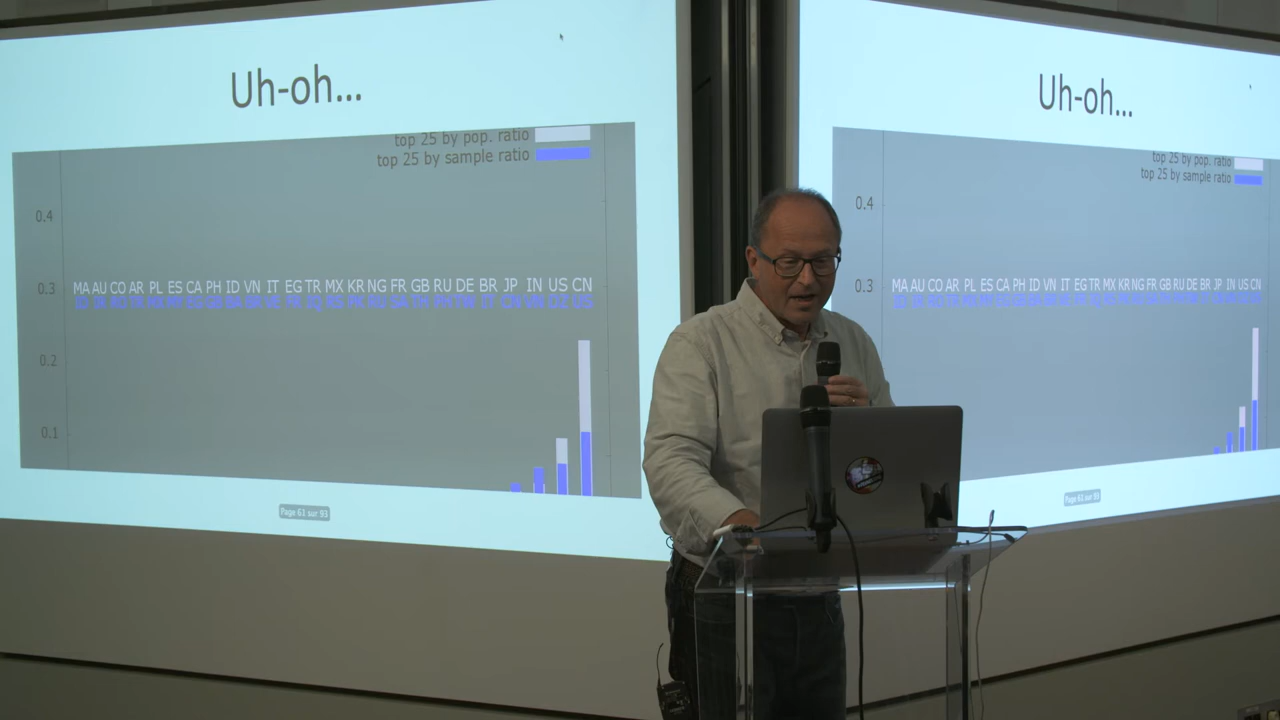 Uh-oh...
top 25 by pop. ratio
top 25 by sample ratio
0.4
0.3
MA AU CO AR PL ES CA PH ID VN IT EG TR MX KR NG FR GB RU DE BR JP IN US CN
0.2
0.1
Page 61 sur 93
Uh-oh...
top 25 by pop. ratio
top 25 by sample ratio
0.4
0.3
MA AU CO AR PL ES CA PH ID VN IT EG TR MX KR NG FR GB RU DE BR JP IN US CN
Page 61 sur 93